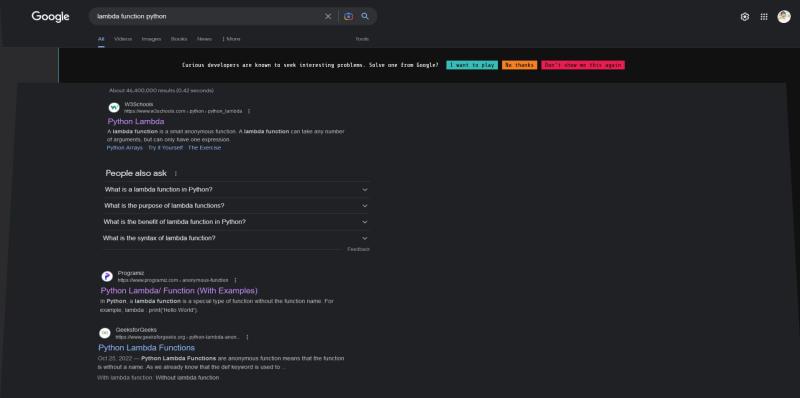 Google
lambda function python
All Videos Images Books News More Tools
Curious developers are known to seek interesting problems. Solve one from Google? I want to play No thanks Don't show me this again
About 46,400,000 results (0.42 seconds)
W3Schools
https://www.w3schools.com › python › python_lambda
Python Lambda
A lambda function is a small anonymous function. A lambda function can take any number
of arguments, but can only have one expression.
Python Arrays Try it Yourself The Exercise
People also ask
What is a lambda function in Python?
What is the purpose of lambda functions?
What is the benefit of lambda function in Python?
What is the syntax of lambda function?
Feedback
Programiz
https://www.programiz.com › anonymous-function
Python Lambda/ Function (With Examples)
In Python, a lambda function is a special type of function without the function name. For
example, lambda : print('Hello World').
GeeksforGeeks
https://www.geeksforgeeks.org › python-lambda-anon...
Python Lambda Functions
Oct 25, 2022 — Python Lambda Functions are anonymous function means that the function
is without a name. As we already know that the def keyword is used to ...
With lambda function: Without lambda function